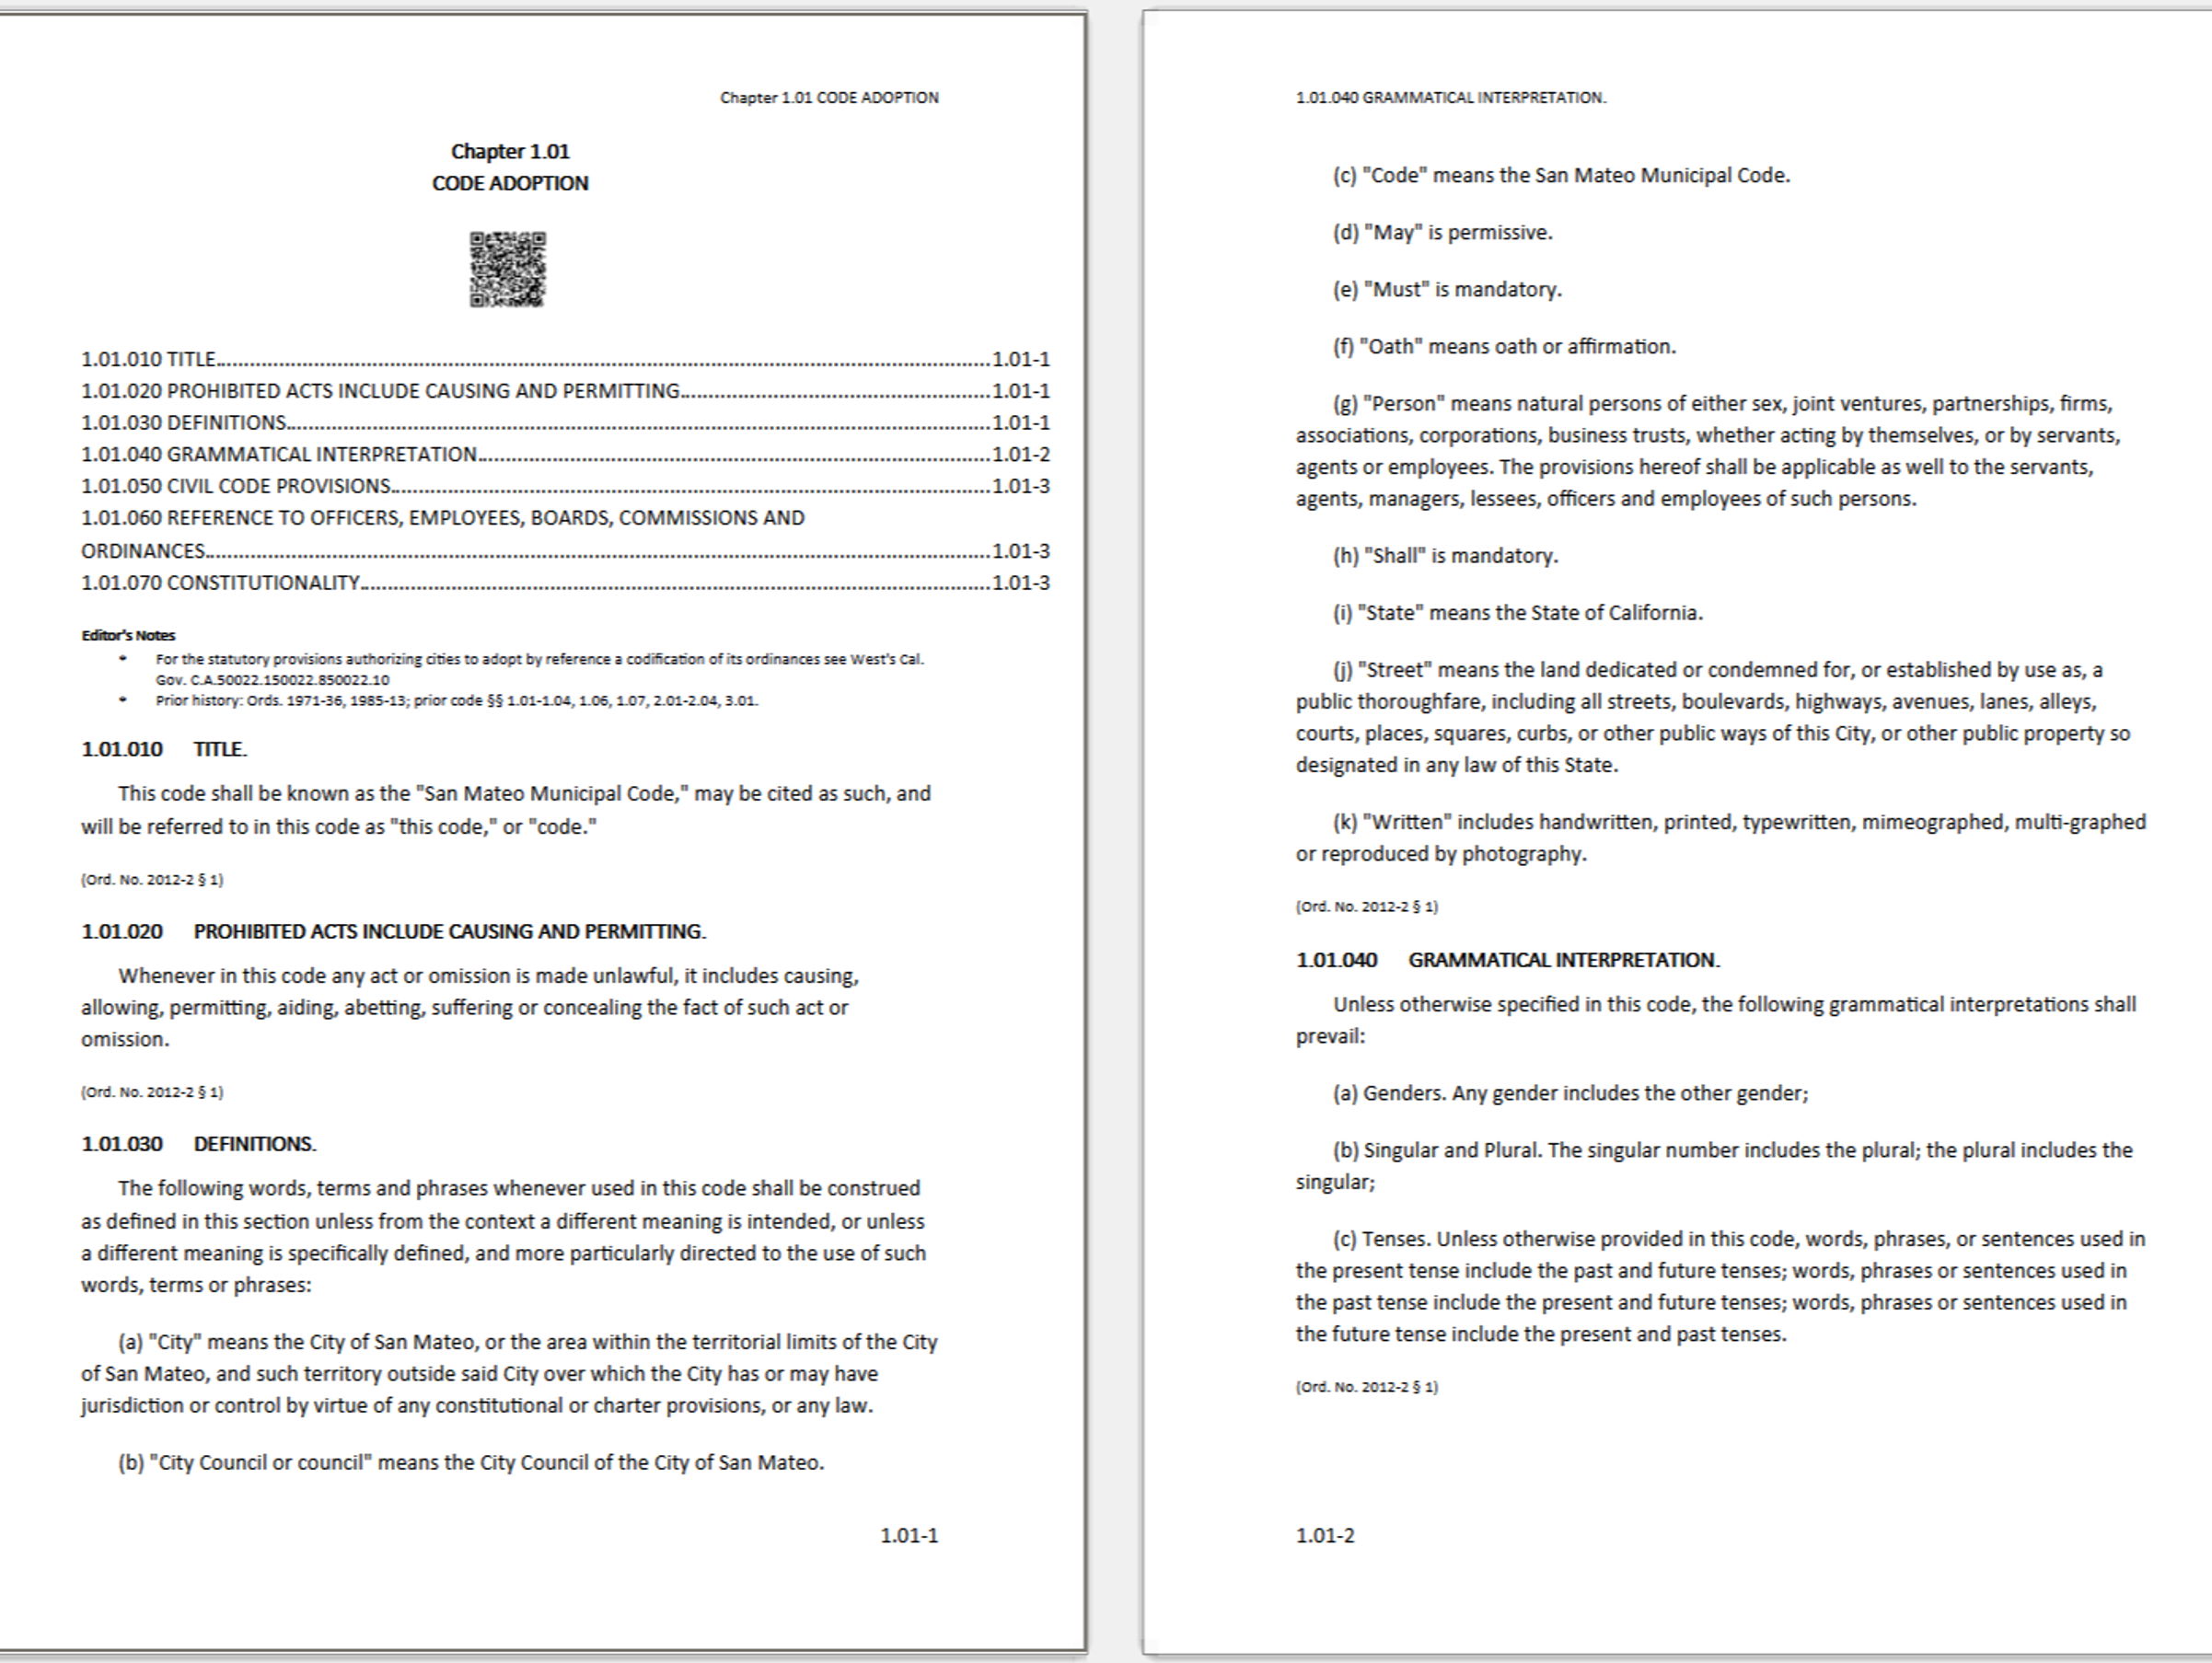 Chapter 1.01 CODE ADOPTION
Chapter 1.01
CODE ADOPTION
1.01.010 TITLE....1.01-1
1.01.020 PROHIBITED ACTS INCLUDE CAUSING AND PERMITTING....1.01-1
1.01.030 DEFINITIONS....1.01-1
1.01.040 GRAMMATICAL INTERPRETATION....1.01-2
1.01.050 CIVIL CODE PROVISIONS....1.01-3
1.01.060 REFERENCE TO OFFICERS, EMPLOYEES, BOARDS, COMMISSIONS AND
ORDINANCES....1.01-3
1.01.070 CONSTITUTIONALITY....1.01-3
Editor's Notes
• For the statutory provisions authorizing cities to adopt by reference a codification of its ordinances see West's Cal.
Gov. C.A.50022.150022.850022.10
• Prior history: Ords. 1971-36, 1985-13; prior code §§ 1.01-1.04, 1.06, 1.07, 2.01-2.04, 3.01.
1.01.010 TITLE.
This code shall be known as the "San Mateo Municipal Code," may be cited as such, and
will be referred to in this code as "this code," or "code."
(Ord. No. 2012-2 § 1)
1.01.020 PROHIBITED ACTS INCLUDE CAUSING AND PERMITTING.
Whenever in this code any act or omission is made unlawful, it includes causing,
allowing, permitting, aiding, abetting, suffering or concealing the fact of such act or
omission.
(Ord. No. 2012-2 § 1)
1.01.030 DEFINITIONS.
The following words, terms and phrases whenever used in this code shall be construed
as defined in this section unless from the context a different meaning is intended, or unless
a different meaning is specifically defined, and more particularly directed to the use of such
words, terms or phrases:
(a) "City" means the City of San Mateo, or the area within the territorial limits of the City
of San Mateo, and such territory outside said City over which the City has or may have
jurisdiction or control by virtue of any constitutional or charter provisions, or any law.
(b) "City Council or council" means the City Council of the City of San Mateo.
1.01-1
1.01.040 GRAMMATICAL INTERPRETATION.
(c) "Code" means the San Mateo Municipal Code.
(d) "May" is permissive.
(e) "Must" is mandatory.
(f) "Oath" means oath or affirmation.
(g) "Person" means natural persons of either sex, joint ventures, partnerships, firms,
associations, corporations, business trusts, whether acting by themselves, or by servants,
agents or employees. The provisions hereof shall be applicable as well to the servants,
agents, managers, lessees, officers and employees of such persons.
(h) "Shall" is mandatory.
(i) "State" means the State of California.
(j) "Street" means the land dedicated or condemned for, or established by use as, a
public thoroughfare, including all streets, boulevards, highways, avenues, lanes, alleys,
courts, places, squares, curbs, or other public ways of this City, or other public property so
designated in any law of this State.
(k) "Written" includes handwritten, printed, typewritten, mimeographed, multi-graphed
or reproduced by photography.
(Ord. No. 2012-2 § 1)
1.01.040 GRAMMATICAL INTERPRETATION.
Unless otherwise specified in this code, the following grammatical interpretations shall
prevail:
(a) Genders. Any gender includes the other gender;
(b) Singular and Plural. The singular number includes the plural; the plural includes the
singular;
(c) Tenses. Unless otherwise provided in this code, words, phrases, or sentences used in
the present tense include the past and future tenses; words, phrases or sentences used in
the past tense include the present and future tenses; words, phrases or sentences used in
the future tense include the present and past tenses.
(Ord. No. 2012-2 § 1)
1.01-2